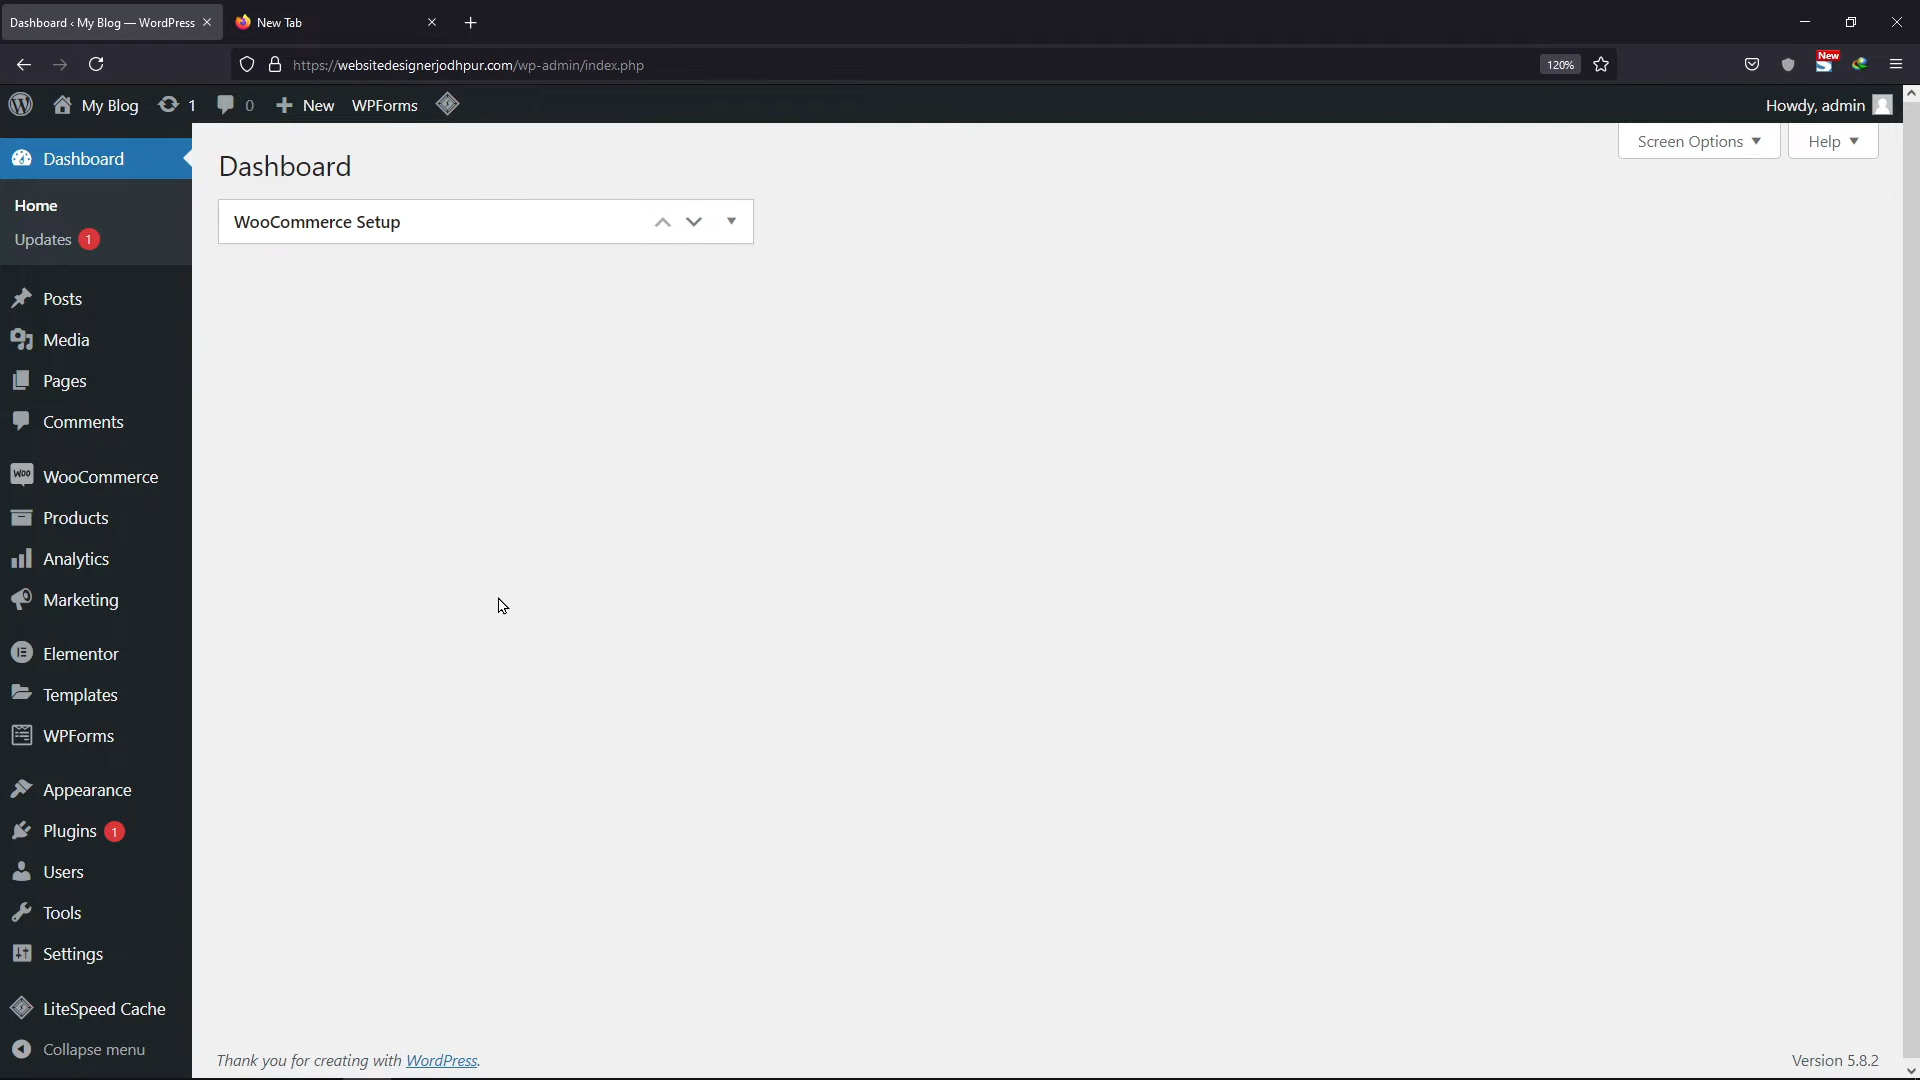 Dashboard ‹ My Blog — WordPress
New Tab
https://websitedesignerjodhpur.com/wp-admin/index.php
120%
New
My Blog
1
0
New
WPForms
Howdy, admin
Dashboard
Home
Updates 1
Posts
Media
Pages
Comments
Woo
WooCommerce
Products
Analytics
Marketing
Elementor
Templates
WPForms
Appearance
Plugins 1
Users
Tools
Settings
LiteSpeed Cache
Collapse menu
Screen Options
Help
Dashboard
WooCommerce Setup
Thank you for creating with WordPress.
Version 5.8.2